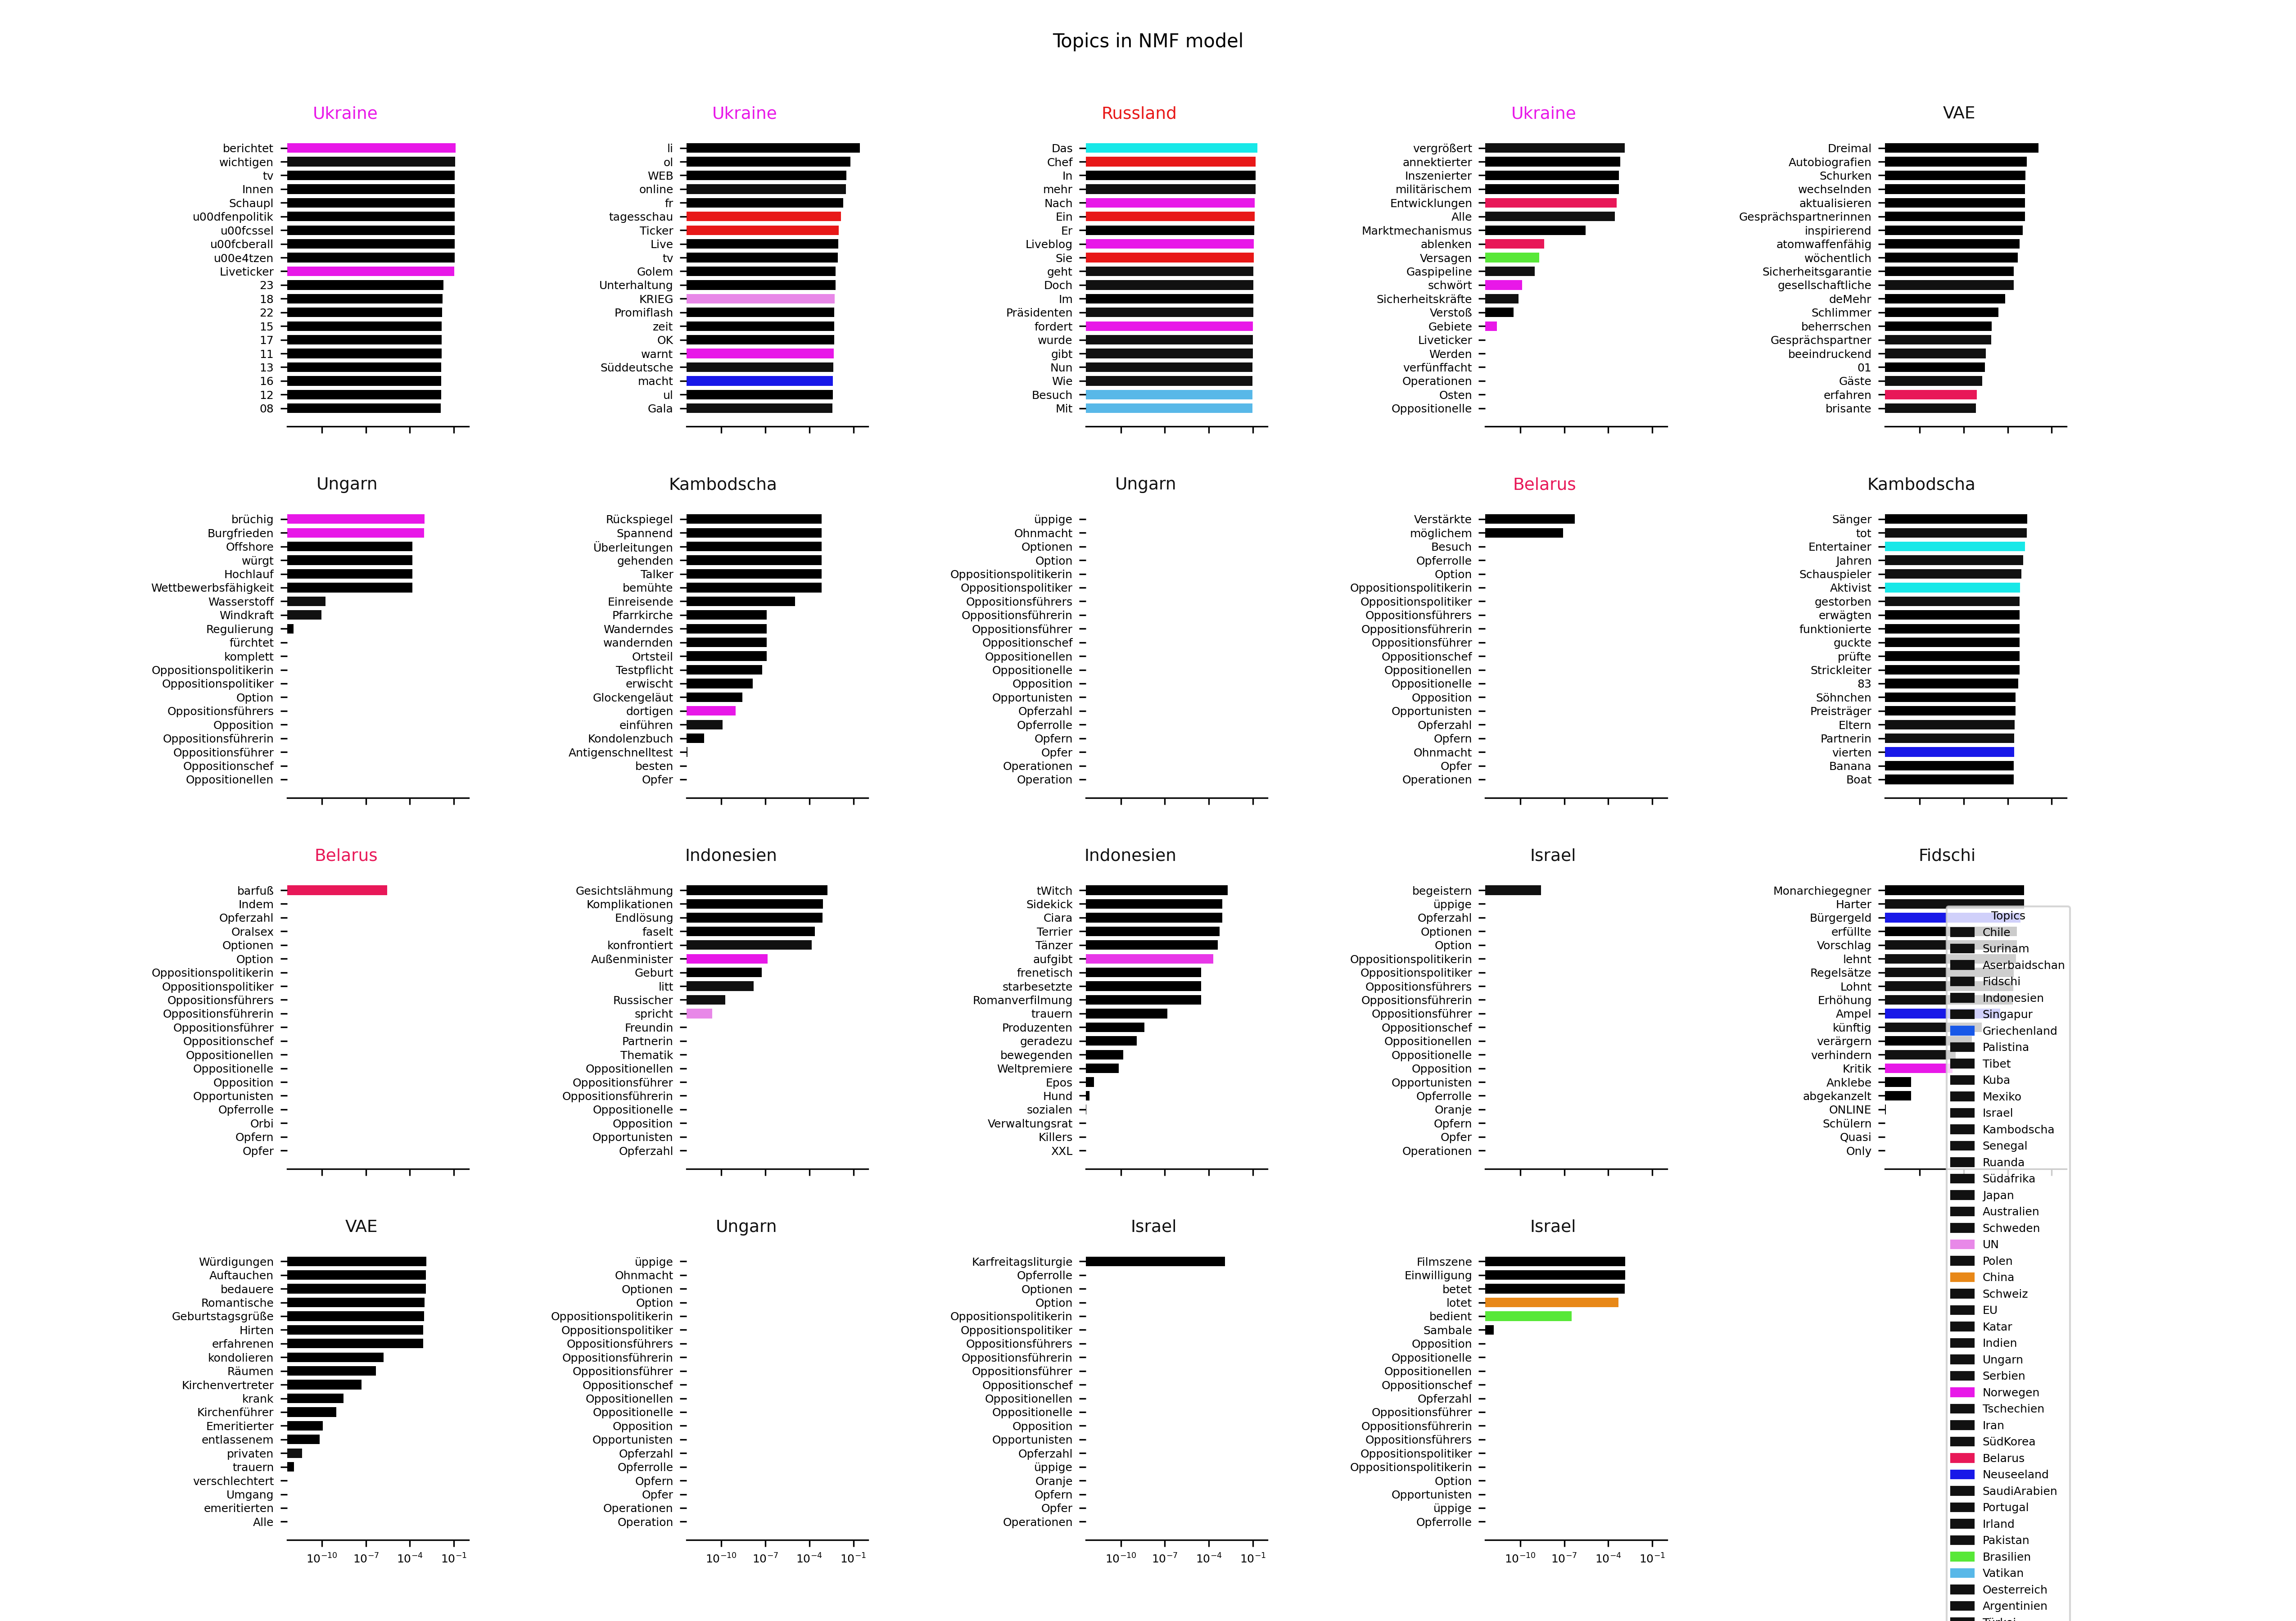 Topics in NMF model
Ukraine
berichtet
wichtigen
tv
Innen
Schaupl
u00dfenpolitik
u00fcssel
u00fcberall
u00e4tzen
Liveticker
23
18
22
15
17
11
13
16
12
08
Ukraine
li
ol
WEB
online
fr
tagesschau
Ticker
Live
tv
Golem
Unterhaltung
KRIEG
Promiflash
zeit
OK
warnt
Süddeutsche
macht
ul
Gala
Russland
Das
Chef
In
mehr
Nach
Ein
Er
Liveblog
Sie
geht
Doch
Im
Präsidenten
fordert
wurde
gibt
Nun
Wie
Besuch
Mit
Ukraine
vergrößert
annektierter
Inszenierter
militärischem
Entwicklungen
Alle
Marktmechanismus
ablenken
Versagen
Gaspipeline
schwört
Sicherheitskräfte
Verstoß
Gebiete
Liveticker
Werden
verfünffacht
Operationen
Osten
Oppositionelle
VAE
Dreimal
Autobiografien
Schurken
wechselnden
aktualisieren
Gesprächspartnerinnen
inspirierend
atomwaffenfähig
wöchentlich
Sicherheitsgarantie
gesellschaftliche
deMehr
Schlimmer
beherrschen
Gesprächspartner
beeindruckend
01
Gäste
erfahren
brisante
Ungarn
brüchig
Burgfrieden
Offshore
würgt
Hochlauf
Wettbewerbsfähigkeit
Wasserstoff
Windkraft
Regulierung
fürchtet
komplett
Oppositionspolitikerin
Oppositionspolitiker
Option
Oppositionsführers
Opposition
Oppositionsführerin
Oppositionsführer
Oppositionschef
Oppositionellen
Kambodscha
Rückspiegel
Spannend
Überleitungen
gehenden
Talker
bemühte
Einreisende
Pfarrkirche
Wanderndes
wandernden
Ortsteil
Testpflicht
erwischt
Glockengeläut
dortigen
einführen
Kondolenzbuch
Antigenschnelltest
besten
Opfer
Ungarn
üppige
Ohnmacht
Optionen
Option
Oppositionspolitikerin
Oppositionspolitiker
Oppositionsführers
Oppositionsführerin
Oppositionsführer
Oppositionschef
Oppositionellen
Oppositionelle
Opposition
Opportunisten
Opferzahl
Opferrolle
Opfern
Opfer
Operationen
Operation
Belarus
Verstärkte
möglichem
Besuch
Opferrolle
Option
Oppositionspolitikerin
Oppositionspolitiker
Oppositionsführers
Oppositionsführerin
Oppositionsführer
Oppositionschef
Oppositionellen
Oppositionelle
Opposition
Opportunisten
Opferzahl
Opfern
Ohnmacht
Opfer
Operationen
Kambodscha
Sänger
tot
Entertainer
Jahren
Schauspieler
Aktivist
gestorben
erwägten
funktionierte
guckte
prüfte
Strickleiter
83
Söhnchen
Preisträger
Eltern
Partnerin
vierten
Banana
Boat
Belarus
barfuß
Indem
Opferzahl
Oralsex
Optionen
Option
Oppositionspolitikerin
Oppositionspolitiker
Oppositionsführers
Oppositionsführerin
Oppositionsführer
Oppositionschef
Oppositionellen
Oppositionelle
Opposition
Opportunisten
Opferrolle
Orbi
Opfern
Opfer
Indonesien
Gesichtslähmung
Komplikationen
Endlösung
faselt
konfrontiert
Außenminister
Geburt
litt
Russischer
spricht
Freundin
Partnerin
Thematik
Oppositionellen
Oppositionsführer
Oppositionsführerin
Oppositionelle
Opposition
Opportunisten
Opferzahl
Indonesien
tWitch
Sidekick
Ciara
Terrier
Tänzer
aufgibt
frenetisch
starbesetzte
Romanverfilmung
trauern
Produzenten
geradezu
bewegenden
Weltpremiere
Epos
Hund
sozialen
Verwaltungsrat
Killers
XXL
Israel
begeistern
üppige
Opferzahl
Optionen
Option
Oppositionspolitikerin
Oppositionspolitiker
Oppositionsführers
Oppositionsführerin
Oppositionsführer
Oppositionschef
Oppositionellen
Oppositionelle
Opposition
Opportunisten
Opferrolle
Oranje
Opfern
Opfer
Operationen
Fidschi
Monarchiegegner
Harter
Bürgergeld
erfüllte
Vorschlag
lehnt
Regelsätze
Lohnt
Erhöhung
Ampel
künftig
verärgern
verhindern
Kritik
Anklebe
abgekanzelt
ONLINE
Schülern
Quasi
Only
VAE
Würdigungen
Auftauchen
bedauere
Romantische
Geburtstagsgrüße
Hirten
erfahrenen
kondolieren
Räumen
Kirchenvertreter
krank
Kirchenführer
Emeritierter
entlassenem
privaten
trauern
verschlechtert
Umgang
emeritierten
Alle
10⁻¹⁰ 10⁻⁷ 10⁻⁴ 10⁻¹
Ungarn
üppige
Ohnmacht
Optionen
Option
Oppositionspolitikerin
Oppositionspolitiker
Oppositionsführers
Oppositionsführerin
Oppositionsführer
Oppositionschef
Oppositionellen
Oppositionelle
Opposition
Opportunisten
Opferzahl
Opferrolle
Opfern
Opfer
Operationen
Operation
10⁻¹⁰ 10⁻⁷ 10⁻⁴ 10⁻¹
Israel
Karfreitagsliturgie
Opferrolle
Optionen
Option
Oppositionspolitikerin
Oppositionspolitiker
Oppositionsführers
Oppositionsführerin
Oppositionsführer
Oppositionschef
Oppositionellen
Oppositionelle
Opposition
Opportunisten
Opferzahl
üppige
Oranje
Opfern
Opfer
Operationen
10⁻¹⁰ 10⁻⁷ 10⁻⁴ 10⁻¹
Israel
Filmszene
Einwilligung
betet
lotet
bedient
Sambale
Opposition
Oppositionelle
Oppositionellen
Oppositionschef
Opferzahl
Oppositionsführer
Oppositionsführerin
Oppositionsführers
Oppositionspolitiker
Oppositionspolitikerin
Option
Opportunisten
üppige
Opferrolle
10⁻¹⁰ 10⁻⁷ 10⁻⁴ 10⁻¹
Topics
Chile
Surinam
Aserbaidschan
Fidschi
Indonesien
Singapur
Griechenland
Palistina
Tibet
Kuba
Mexiko
Israel
Kambodscha
Senegal
Ruanda
Südafrika
Japan
Australien
Schweden
UN
Polen
China
Schweiz
EU
Katar
Indien
Ungarn
Serbien
Norwegen
Tschechien
Iran
SüdKorea
Belarus
Neuseeland
SaudiArabien
Portugal
Irland
Pakistan
Brasilien
Vatikan
Oesterreich
Argentinien